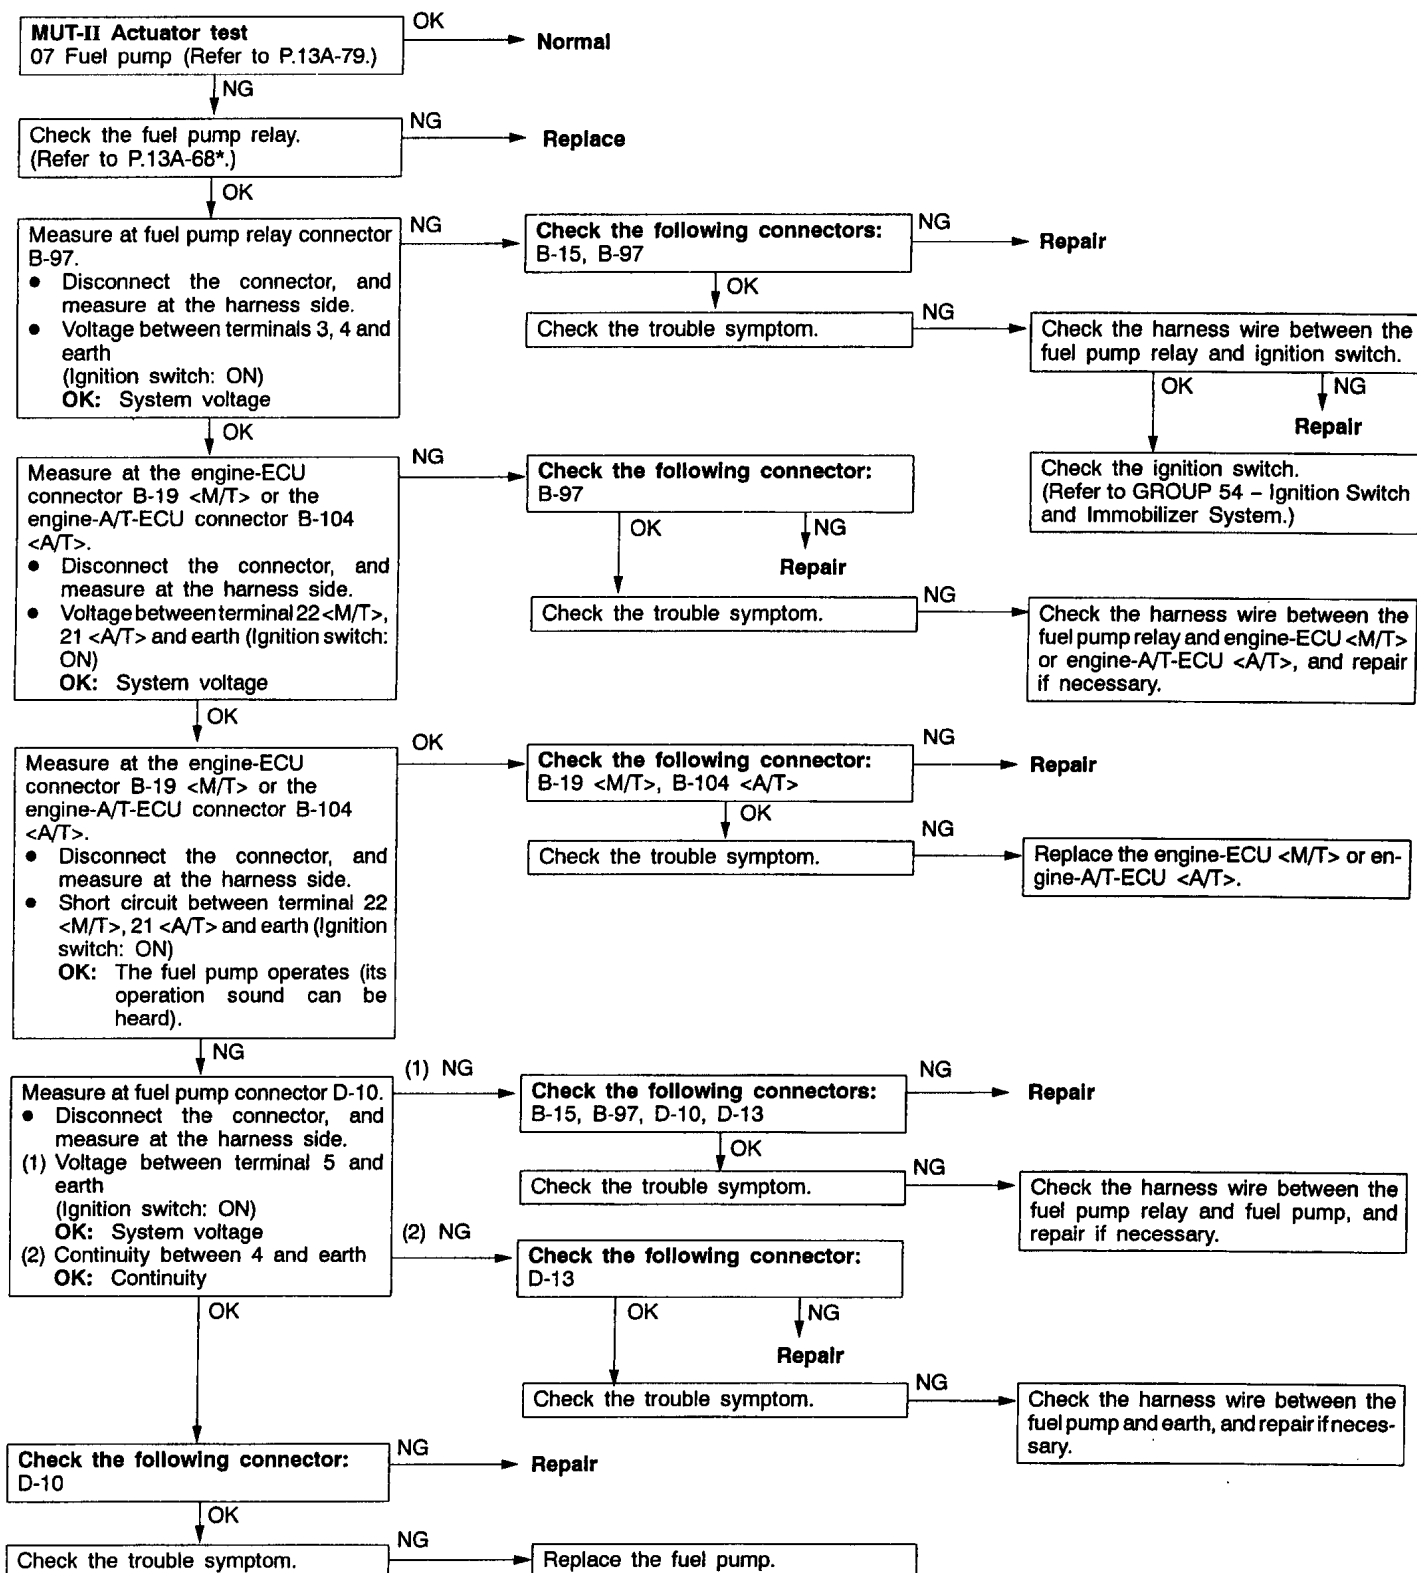 MUT-II Actuator test
07 Fuel pump (Refer to P.13A-79.)
OK
Normal
NG
Check the fuel pump relay.
(Refer to P.13A-68*.)
NG
Replace
OK
Measure at fuel pump relay connector
B-97.
● Disconnect the connector, and
measure at the harness side.
● Voltage between terminals 3, 4 and
earth
(Ignition switch: ON)
OK: System voltage
NG
Check the following connectors:
B-15, B-97
NG
Repair
OK
Check the trouble symptom.
NG
Check the harness wire between the
fuel pump relay and ignition switch.
OK
NG
Repair
Check the ignition switch.
(Refer to GROUP 54 – Ignition Switch
and Immobilizer System.)
OK
Measure at the engine-ECU
connector B-19 <M/T> or the
engine-A/T-ECU connector B-104
<A/T>.
● Disconnect the connector, and
measure at the harness side.
● Voltage between terminal 22 <M/T>,
21 <A/T> and earth (Ignition switch:
ON)
OK: System voltage
NG
Check the following connector:
B-97
OK
NG
Repair
Check the trouble symptom.
NG
Check the harness wire between the
fuel pump relay and engine-ECU <M/T>
or engine-A/T-ECU <A/T>, and repair
if necessary.
OK
Measure at the engine-ECU
connector B-19 <M/T> or the
engine-A/T-ECU connector B-104
<A/T>.
● Disconnect the connector, and
measure at the harness side.
● Short circuit between terminal 22
<M/T>, 21 <A/T> and earth (Ignition
switch: ON)
OK: The fuel pump operates (its
operation sound can be
heard).
OK
Check the following connector:
B-19 <M/T>, B-104 <A/T>
NG
Repair
OK
Check the trouble symptom.
NG
Replace the engine-ECU <M/T> or en-
gine-A/T-ECU <A/T>.
NG
Measure at fuel pump connector D-10.
● Disconnect the connector, and
measure at the harness side.
(1) Voltage between terminal 5 and
earth
(Ignition switch: ON)
OK: System voltage
(2) Continuity between 4 and earth
OK: Continuity
(1) NG
Check the following connectors:
B-15, B-97, D-10, D-13
NG
Repair
OK
Check the trouble symptom.
NG
Check the harness wire between the
fuel pump relay and fuel pump, and
repair if necessary.
(2) NG
Check the following connector:
D-13
OK
NG
Repair
Check the trouble symptom.
NG
Check the harness wire between the
fuel pump and earth, and repair if neces-
sary.
OK
Check the following connector:
D-10
NG
Repair
OK
Check the trouble symptom.
NG
Replace the fuel pump.